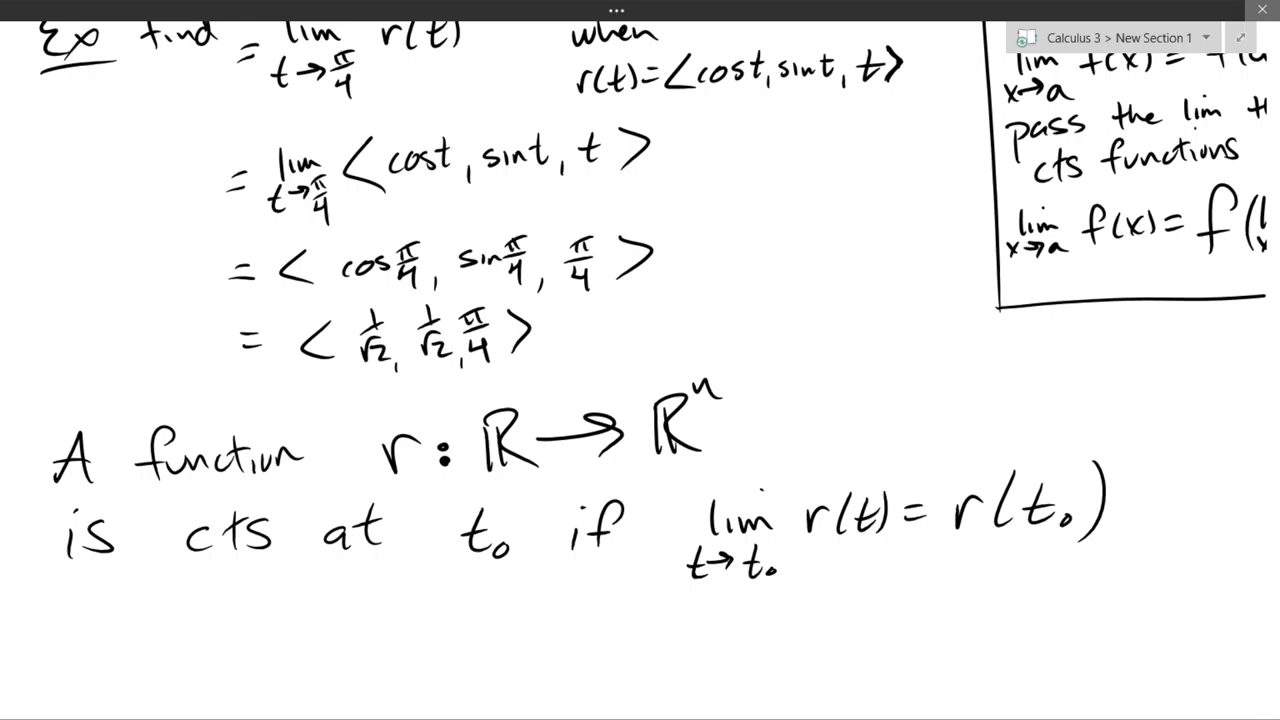 Calculus 3 > New Section 1
Ex find = lim t→π/4 r(t) when
r(t)=<cost, sint, t>
= lim t→π/4 <cost, sint, t>
= <cos π/4, sin π/4, π/4>
= <1/√2, 1/√2, π/4>
A function r: ℝ → ℝⁿ
is cts at t₀ if lim t→t₀ r(t) = r(t₀)
lim x→a f(x) =
pass the lim
cts functions
lim x→a f(x) = f(